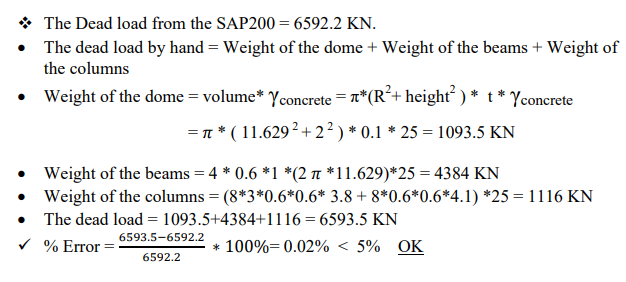 ❖ The Dead load from the SAP200 = 6592.2 KN.
• The dead load by hand = Weight of the dome + Weight of the beams + Weight of
the columns
• Weight of the dome = volume* γconcrete = π*(R²+ height² ) * t * γconcrete
= π * ( 11.629 ² + 2 ² ) * 0.1 * 25 = 1093.5 KN
• Weight of the beams = 4 * 0.6 *1 *(2 π *11.629)*25 = 4384 KN
• Weight of the columns = (8*3*0.6*0.6* 3.8 + 8*0.6*0.6*4.1) *25 = 1116 KN
• The dead load = 1093.5+4384+1116 = 6593.5 KN
✓ % Error = (6593.5−6592.2)/6592.2 * 100%= 0.02% < 5% OK